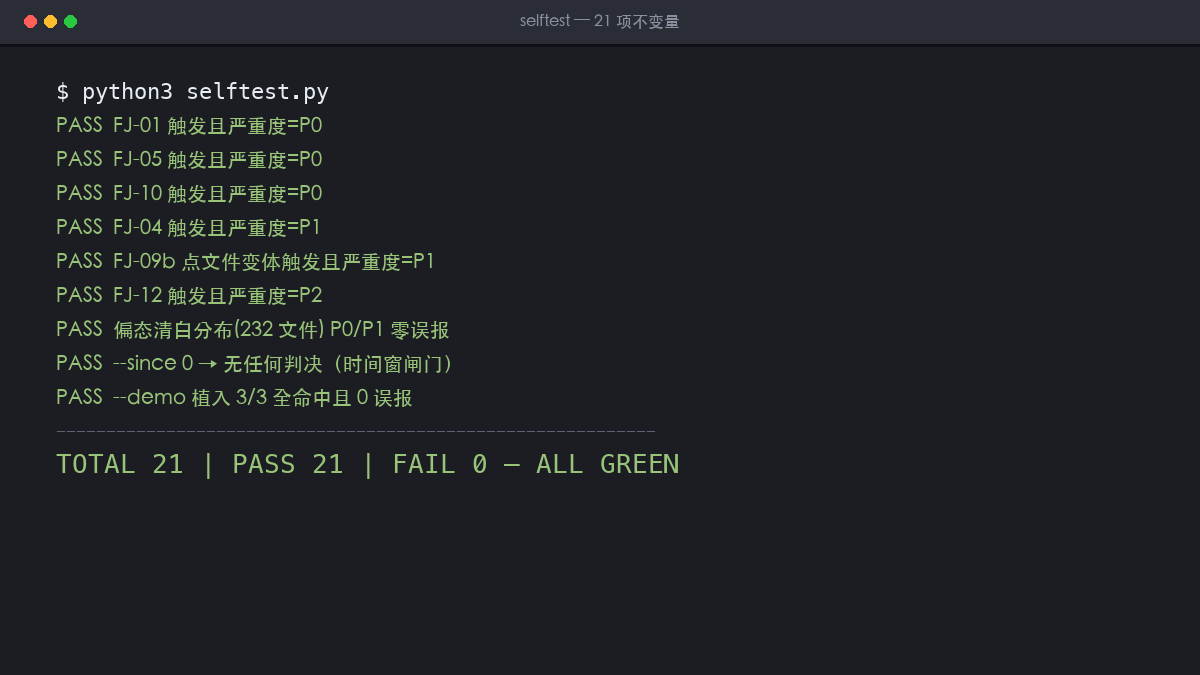 selftest — 21 项不变量
$ python3 selftest.py
PASS FJ-01 触发且严重度=P0
PASS FJ-05 触发且严重度=P0
PASS FJ-10 触发且严重度=P0
PASS FJ-04 触发且严重度=P1
PASS FJ-09b 点文件变体触发且严重度=P1
PASS FJ-12 触发且严重度=P2
PASS 偏态清白分布(232 文件) P0/P1 零误报
PASS --since 0 → 无任何判决（时间窗闸门）
PASS --demo 植入 3/3 全命中且 0 误报
------------------------------------------------------------
TOTAL 21 | PASS 21 | FAIL 0 — ALL GREEN